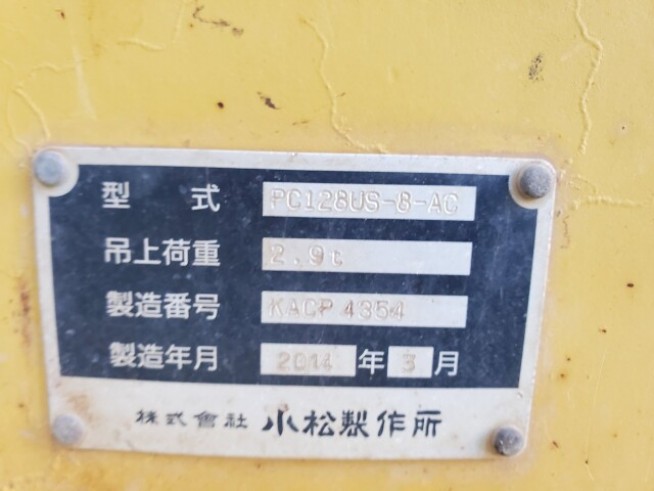 型 式 PC128US-8-AC
吊上荷重 2.9t
製造番号 KACP 4354
製造年月 2014 年 3 月
株式會社 小松製作所